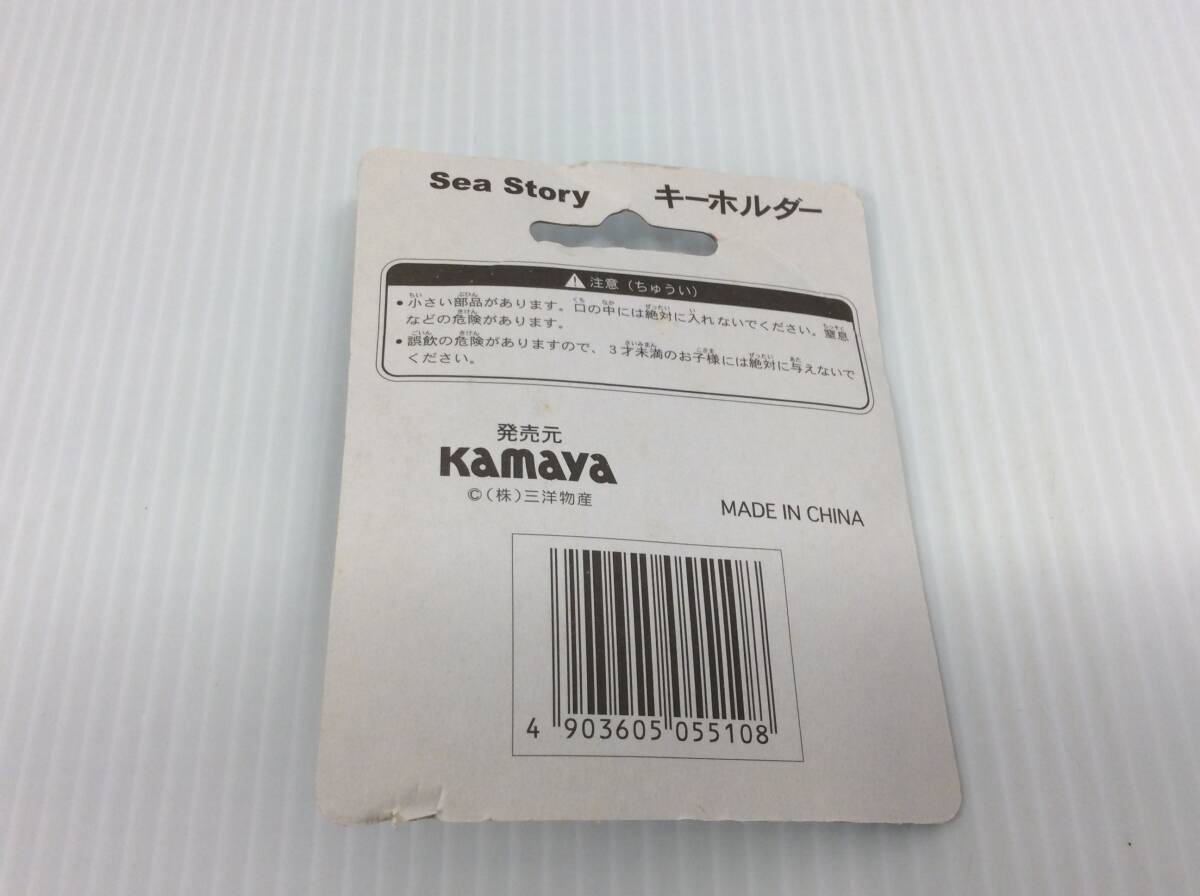 Sea Story キーホルダー
注意（ちゅうい）
•小さい部品があります。口の中には絶対に入れないでください。窒息
などの危険があります。
•誤飲の危険がありますので、3才未満のお子様には絶対に与えないで
ください。
発売元
Kamaya
©（株）三洋物産
MADE IN CHINA
4 903605 055108